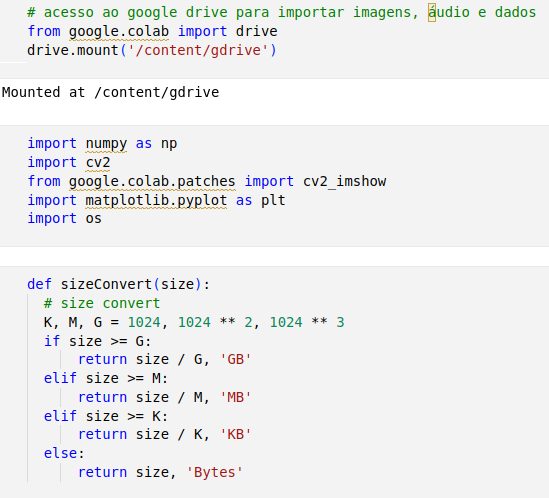 # acesso ao google drive para importar imagens, áudio e dados
from google.colab import drive
drive.mount('/content/gdrive')
Mounted at /content/gdrive
import numpy as np
import cv2
from google.colab.patches import cv2_imshow
import matplotlib.pyplot as plt
import os
def sizeConvert(size):
  # size convert
  K, M, G = 1024, 1024 ** 2, 1024 ** 3
  if size >= G:
      return size / G, 'GB'
  elif size >= M:
      return size / M, 'MB'
  elif size >= K:
      return size / K, 'KB'
  else:
      return size, 'Bytes'